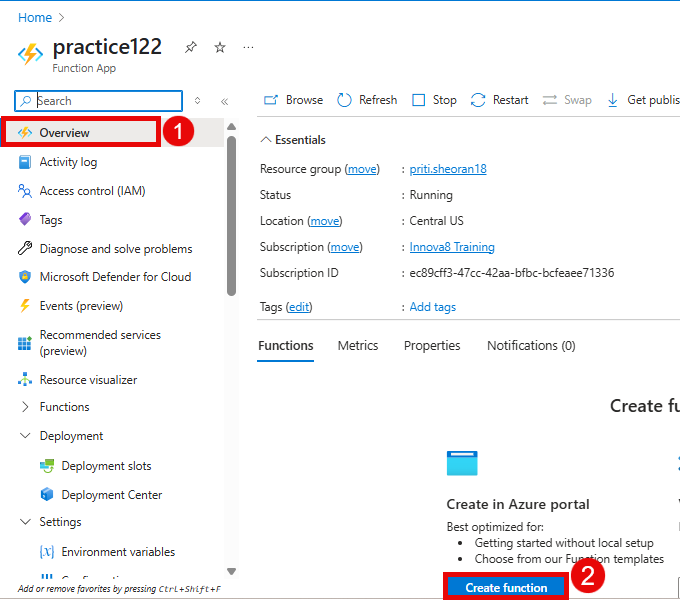 Home >
practice122
Function App
Search
Overview
1
Activity log
Access control (IAM)
Tags
Diagnose and solve problems
Microsoft Defender for Cloud
Events (preview)
Recommended services
(preview)
Resource visualizer
Functions
Deployment
Deployment slots
Deployment Center
Settings
Environment variables
Add or remove favorites by pressing Ctrl+Shift+F
Browse Refresh Stop Restart Swap Get publis
Essentials
Resource group (move) : priti.sheoran18
Status : Running
Location (move) : Central US
Subscription (move) : Innova8 Training
Subscription ID : ec89cff3-47cc-42aa-bfbc-bcfeaee71336
Tags (edit) : Add tags
Functions Metrics Properties Notifications (0)
Create fu
Create in Azure portal
Best optimized for:
• Getting started without local setup
• Choose from our Function templates
2
Create function